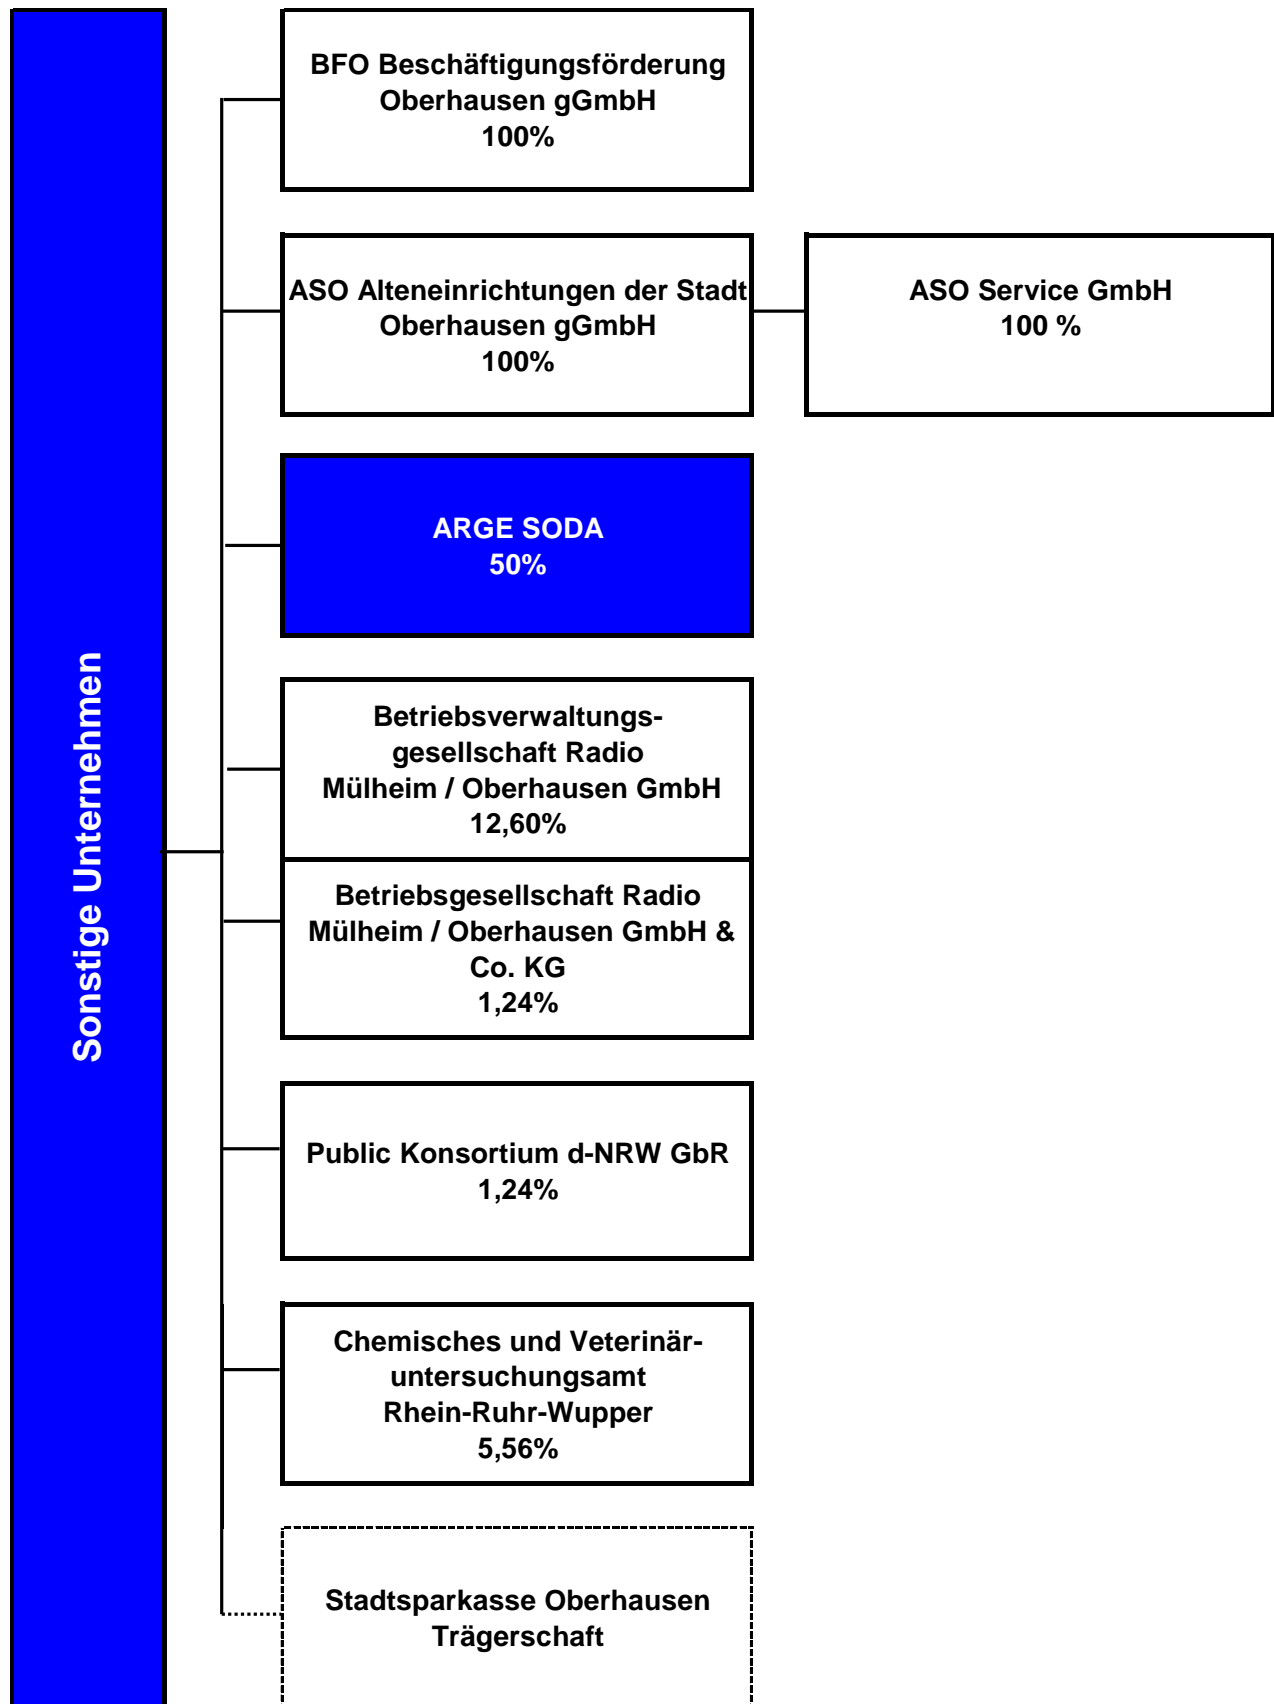 Sonstige Unternehmen
BFO Beschäftigungsförderung
Oberhausen gGmbH
100%
ASO Alteneinrichtungen der Stadt
Oberhausen gGmbH
100%
ASO Service GmbH
100 %
ARGE SODA
50%
Betriebsverwaltungs-
gesellschaft Radio
Mülheim / Oberhausen GmbH
12,60%
Betriebsgesellschaft Radio
Mülheim / Oberhausen GmbH &
Co. KG
1,24%
Public Konsortium d-NRW GbR
1,24%
Chemisches und Veterinär-
untersuchungsamt
Rhein-Ruhr-Wupper
5,56%
Stadtsparkasse Oberhausen
Trägerschaft